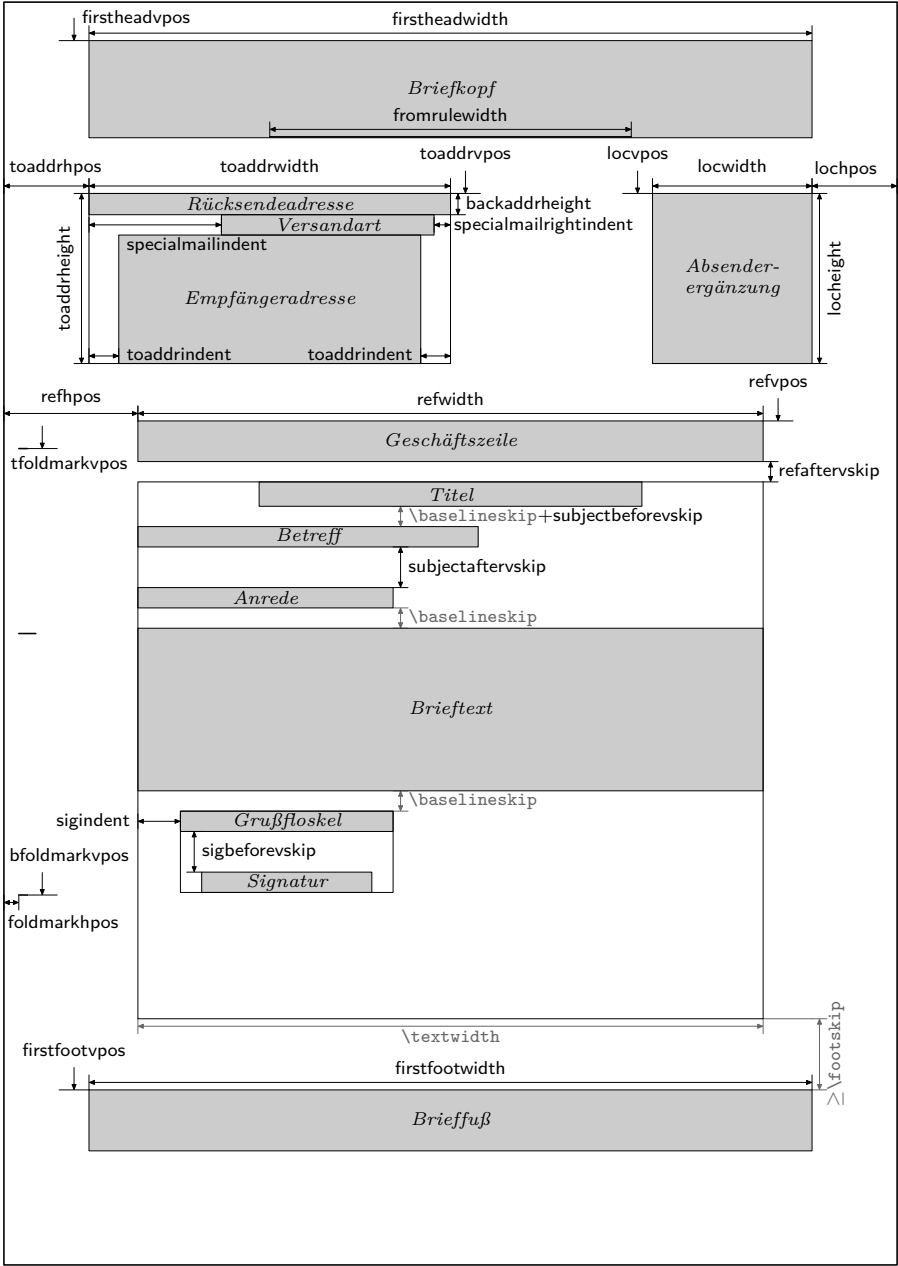 firstheadvpos
firstheadwidth
Briefkopf
fromrulewidth
toaddrhpos
toaddrwidth
toaddrvpos
locvpos
locwidth
lochpos
Rücksendeadresse
backaddrheight
Versandart
specialmailrightindent
specialmailindent
toaddrheight
Empfängeradresse
Absender-
ergänzung
locheight
toaddrindent
toaddrindent
refvpos
refhpos
refwidth
Geschäftszeile
tfoldmarkvpos
refaftervskip
Titel
\baselineskip+subjectbeforevskip
Betreff
subjectaftervskip
Anrede
\baselineskip
Brieftext
\baselineskip
sigindent
Grußfloskel
sigbeforevskip
bfoldmarkvpos
Signatur
foldmarkhpos
\textwidth
≥\footskip
firstfootvpos
firstfootwidth
Brieffuß